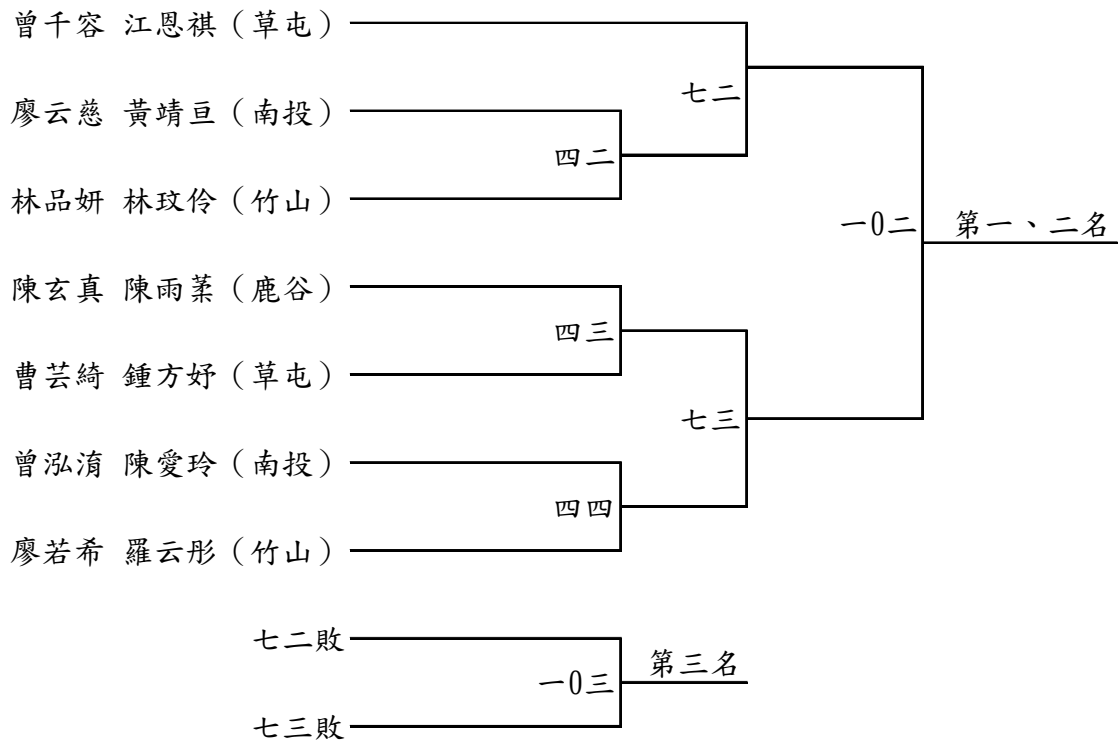 曾千容 江恩祺（草屯）
七二
廖云慈 黃靖亘（南投）
四二
林品妍 林玟伶（竹山）
一0二 第一、二名
陳玄真 陳雨葇（鹿谷）
四三
曹芸綺 鍾方妤（草屯）
七三
曾泓淯 陳愛玲（南投）
四四
廖若希 羅云彤（竹山）
七二敗
一0三 第三名
七三敗